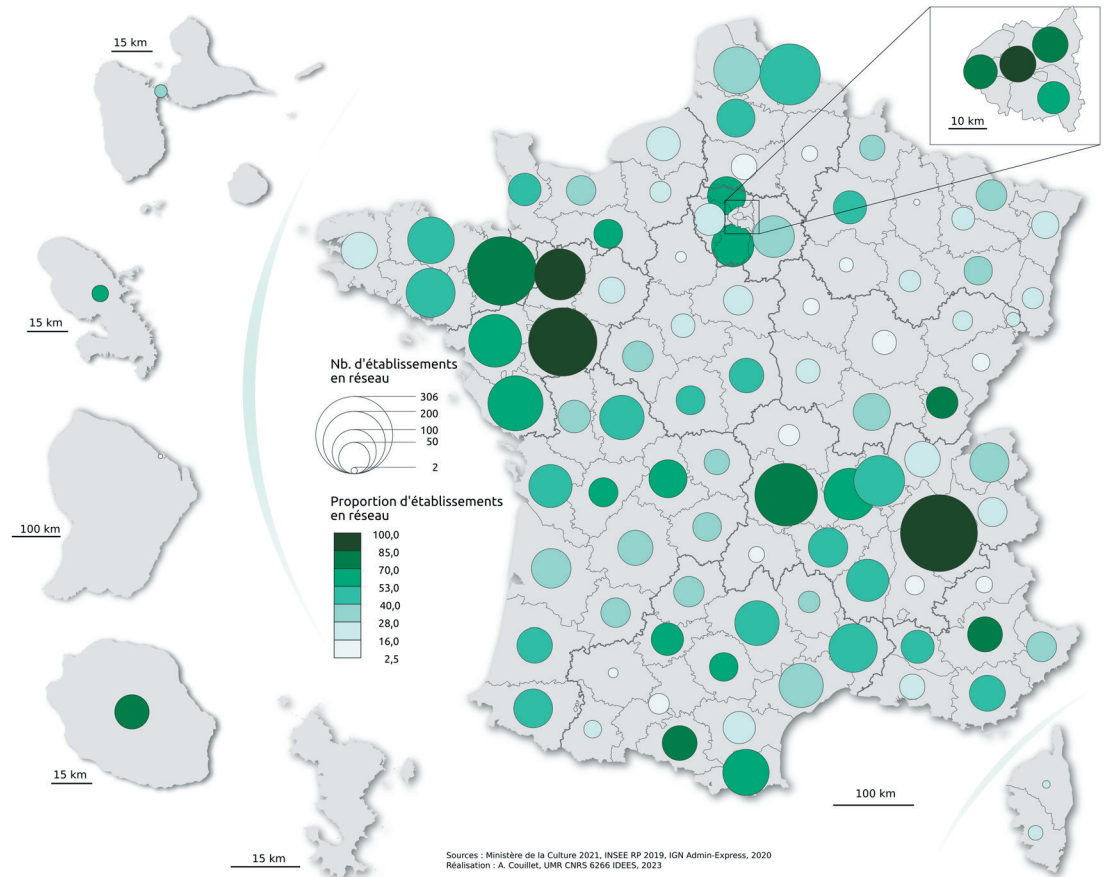 15 km
10 km
15 km
Nb. d'établissements
en réseau
306
200
100
50
2
Proportion d'établissements
en réseau
100,0
85,0
70,0
53,0
40,0
28,0
16,0
2,5
100 km
15 km
100 km
15 km
Sources : Ministère de la Culture 2021, INSEE RP 2019, IGN Admin-Express, 2020
Réalisation : A. Couillet, UMR CNRS 6266 IDEES, 2023